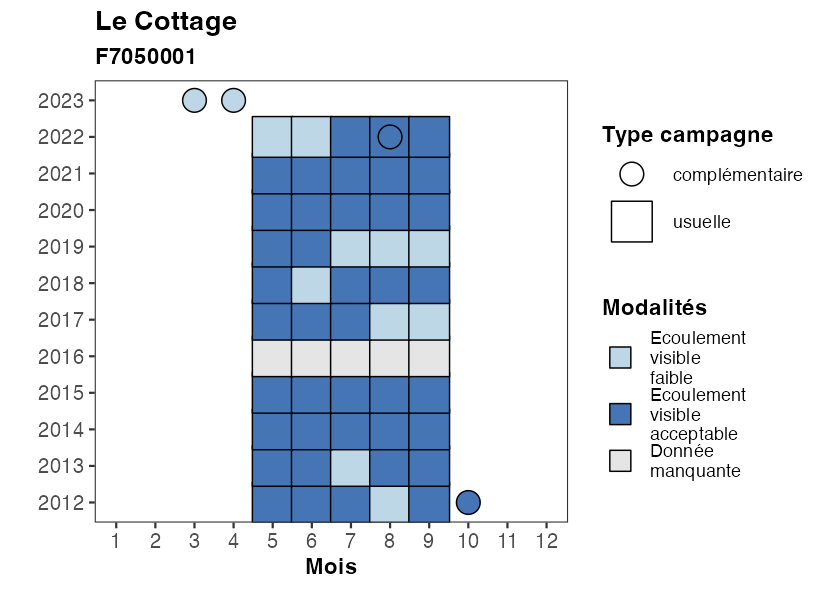 Le Cottage
F7050001
2023
2022
2021
2020
2019
2018
2017
2016
2015
2014
2013
2012
1 2 3 4 5 6 7 8 9 10 11 12
Mois
Type campagne
complémentaire
usuelle
Modalités
Ecoulement
visible
faible
Ecoulement
visible
acceptable
Donnée
manquante